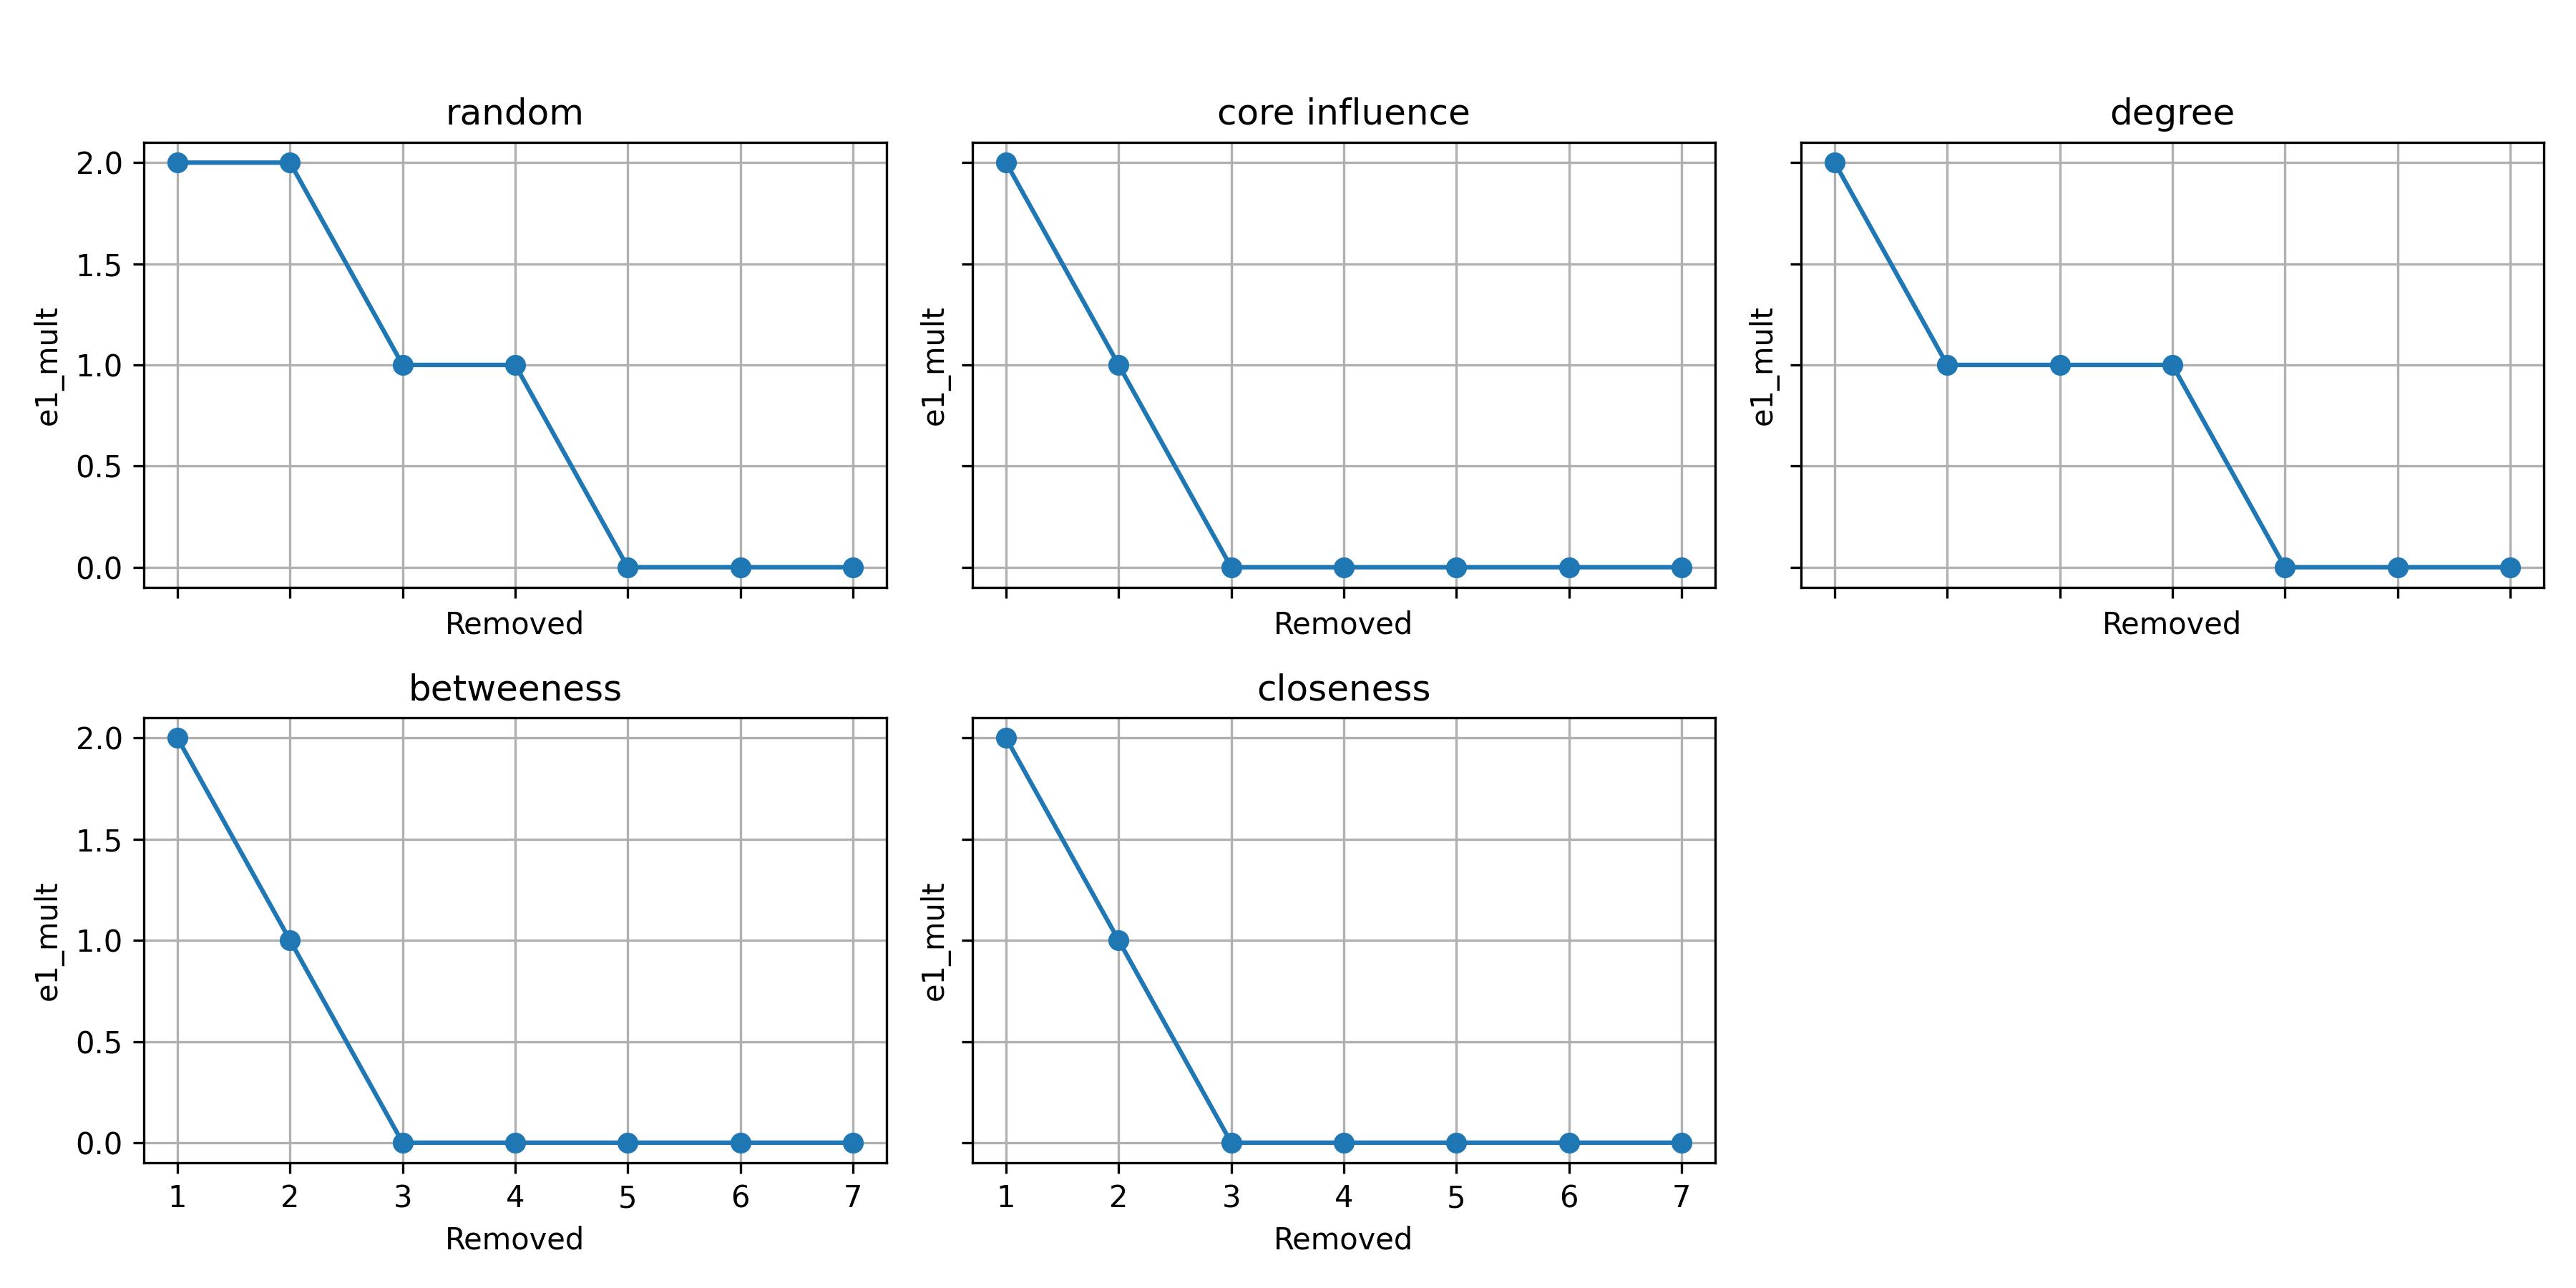 random
2.0
1.5
1.0
0.5
0.0
e1_mult
Removed
core influence
e1_mult
Removed
degree
e1_mult
Removed
betweeness
2.0
1.5
1.0
0.5
0.0
e1_mult
1 2 3 4 5 6 7
Removed
closeness
e1_mult
1 2 3 4 5 6 7
Removed